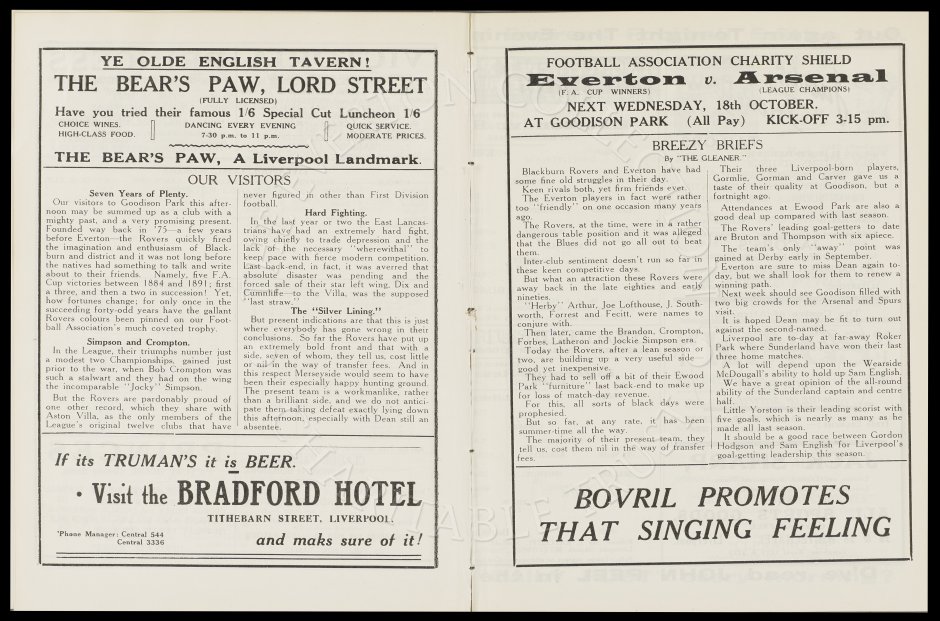 YE OLDE ENGLISH TAVERN!
THE BEAR'S PAW, LORD STREET
(FULLY LICENSED)
Have you tried their famous 1/6 Special Cut Luncheon 1/6
CHOICE WINES.
HIGH-CLASS FOOD.
DANCING EVERY EVENING
7-30 p.m. to 11 p.m.
QUICK SERVICE.
MODERATE PRICES.
THE BEAR'S PAW, A Liverpool Landmark.
OUR VISITORS
Seven Years of Plenty.
Our visitors to Goodison Park this after-
noon may be summed up as a club with a
mighty past, and a very promising present.
Founded way back in '75—a few years
before Everton—the Rovers quickly fired
the imagination and enthusiasm of Black-
burn and district and it was not long before
the natives had something to talk and write
about to their friends. Namely, five F.A.
Cup victories between 1884 and 1891; first
a three, and then a two in succession! Yet,
how fortunes change; for only once in the
succeeding forty-odd years have the gallant
Rovers colours been pinned on our Foot-
ball Association's much coveted trophy.
Simpson and Crompton.
In the League, their triumphs number just
a modest two Championships, gained just
prior to the war, when Bob Crompton was
such a stalwart and they had on the wing
the incomparable "Jocky" Simpson.
But the Rovers are pardonably proud of
one other record, which they share with
Aston Villa, as the only members of the
League's original twelve clubs that have
never figured in other than First Division
football.
Hard Fighting.
In the last year or two the East Lancas-
trians have had an extremely hard fight,
owing chiefly to trade depression and the
lack of the necessary "wherewithal" to
keep pace with fierce modern competition.
Last back-end, in fact, it was averred that
absolute disaster was pending and the
forced sale of their star left wing, Dix and
Cunnliffe—to the Villa, was the supposed
"last straw."
The "Silver Lining."
But present indications are that this is just
where everybody has gone wrong in their
conclusions. So far the Rovers have put up
an extremely bold front and that with a
side, seven of whom, they tell us, cost little
or nil in the way of transfer fees. And in
this respect Merseyside would seem to have
been their especially happy hunting ground.
The present team is a workmanlike, rather
than a brilliant side, and we do not antici-
pate them taking defeat exactly lying down
this afternoon, especially with Dean still an
absentee.
If its TRUMAN'S it is BEER.
• Visit the BRADFORD HOTEL
TITHEBARN STREET, LIVERPOOL.
'Phone Manager: Central 544
Central 3336
and maks sure of it!
FOOTBALL ASSOCIATION CHARITY SHIELD
Everton v. Arsenal
(F.A. CUP WINNERS) (LEAGUE CHAMPIONS)
NEXT WEDNESDAY, 18th OCTOBER.
AT GOODISON PARK (All Pay) KICK-OFF 3-15 pm.
BREEZY BRIEFS
By "THE GLEANER."
Blackburn Rovers and Everton have had
some fine old struggles in their day.
Keen rivals both, yet firm friends ever.
The Everton players in fact were rather
too "friendly" on one occasion many years
ago.
The Rovers, at the time, were in a rather
dangerous table position and it was alleged
that the Blues did not go all out to beat
them.
Inter-club sentiment doesn't run so far in
these keen competitive days.
But what an attraction these Rovers were
away back in the late eighties and early
nineties.
"Herby" Arthur, Joe Lofthouse, J. South-
worth, Forrest and Fecitt, were names to
conjure with.
Then later, came the Brandon, Crompton,
Forbes, Latheron and Jockie Simpson era.
Today the Rovers, after a lean season or
two, are building up a very useful side—
good yet inexpensive.
They had to sell off a bit of their Ewood
Park "furniture" last back-end to make up
for loss of match-day revenue.
For this, all sorts of black days were
prophesied.
But so far, at any rate, it has been
summer-time all the way.
The majority of their present team, they
tell us, cost them nil in the way of transfer
fees.
Their three Liverpool-born players,
Gormlie, Gorman and Carver gave us a
taste of their quality at Goodison, but a
fortnight ago.
Attendances at Ewood Park are also a
good deal up compared with last season.
The Rovers' leading goal-getters to date
are Bruton and Thompson with six apiece.
The team's only "away" point was
gained at Derby early in September.
Everton are sure to miss Dean again to-
day, but we shall look for them to renew a
winning path.
Next week should see Goodison filled with
two big crowds for the Arsenal and Spurs
visit.
It is hoped Dean may be fit to turn out
against the second-named.
Liverpool are to-day at far-away Roker
Park where Sunderland have won their last
three home matches.
A lot will depend upon the Wearside
McDougall's ability to hold Sam English.
We have a great opinion of the all-round
ability of the Sunderland captain and centre
half.
Little Yorston is their leading scorist with
five goals, which is nearly as many as he
made all last season.
It should be a good race between Gordon
Hodgson and Sam English for Liverpool's
goal-getting leadership this season.
BOVRIL PROMOTES
THAT SINGING FEELING